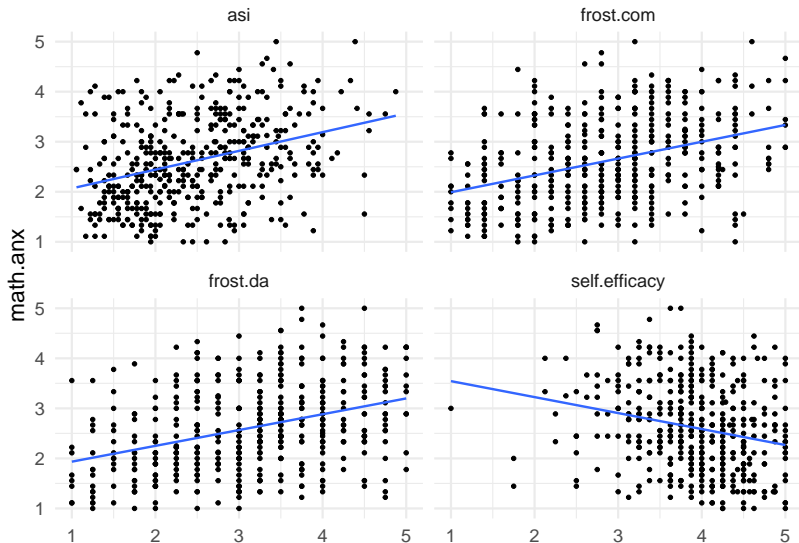 asi frost.com
5 4 3 2 1
math.anx
frost.da self.efficacy
5 4 3 2 1
1 2 3 4 5 1 2 3 4 5